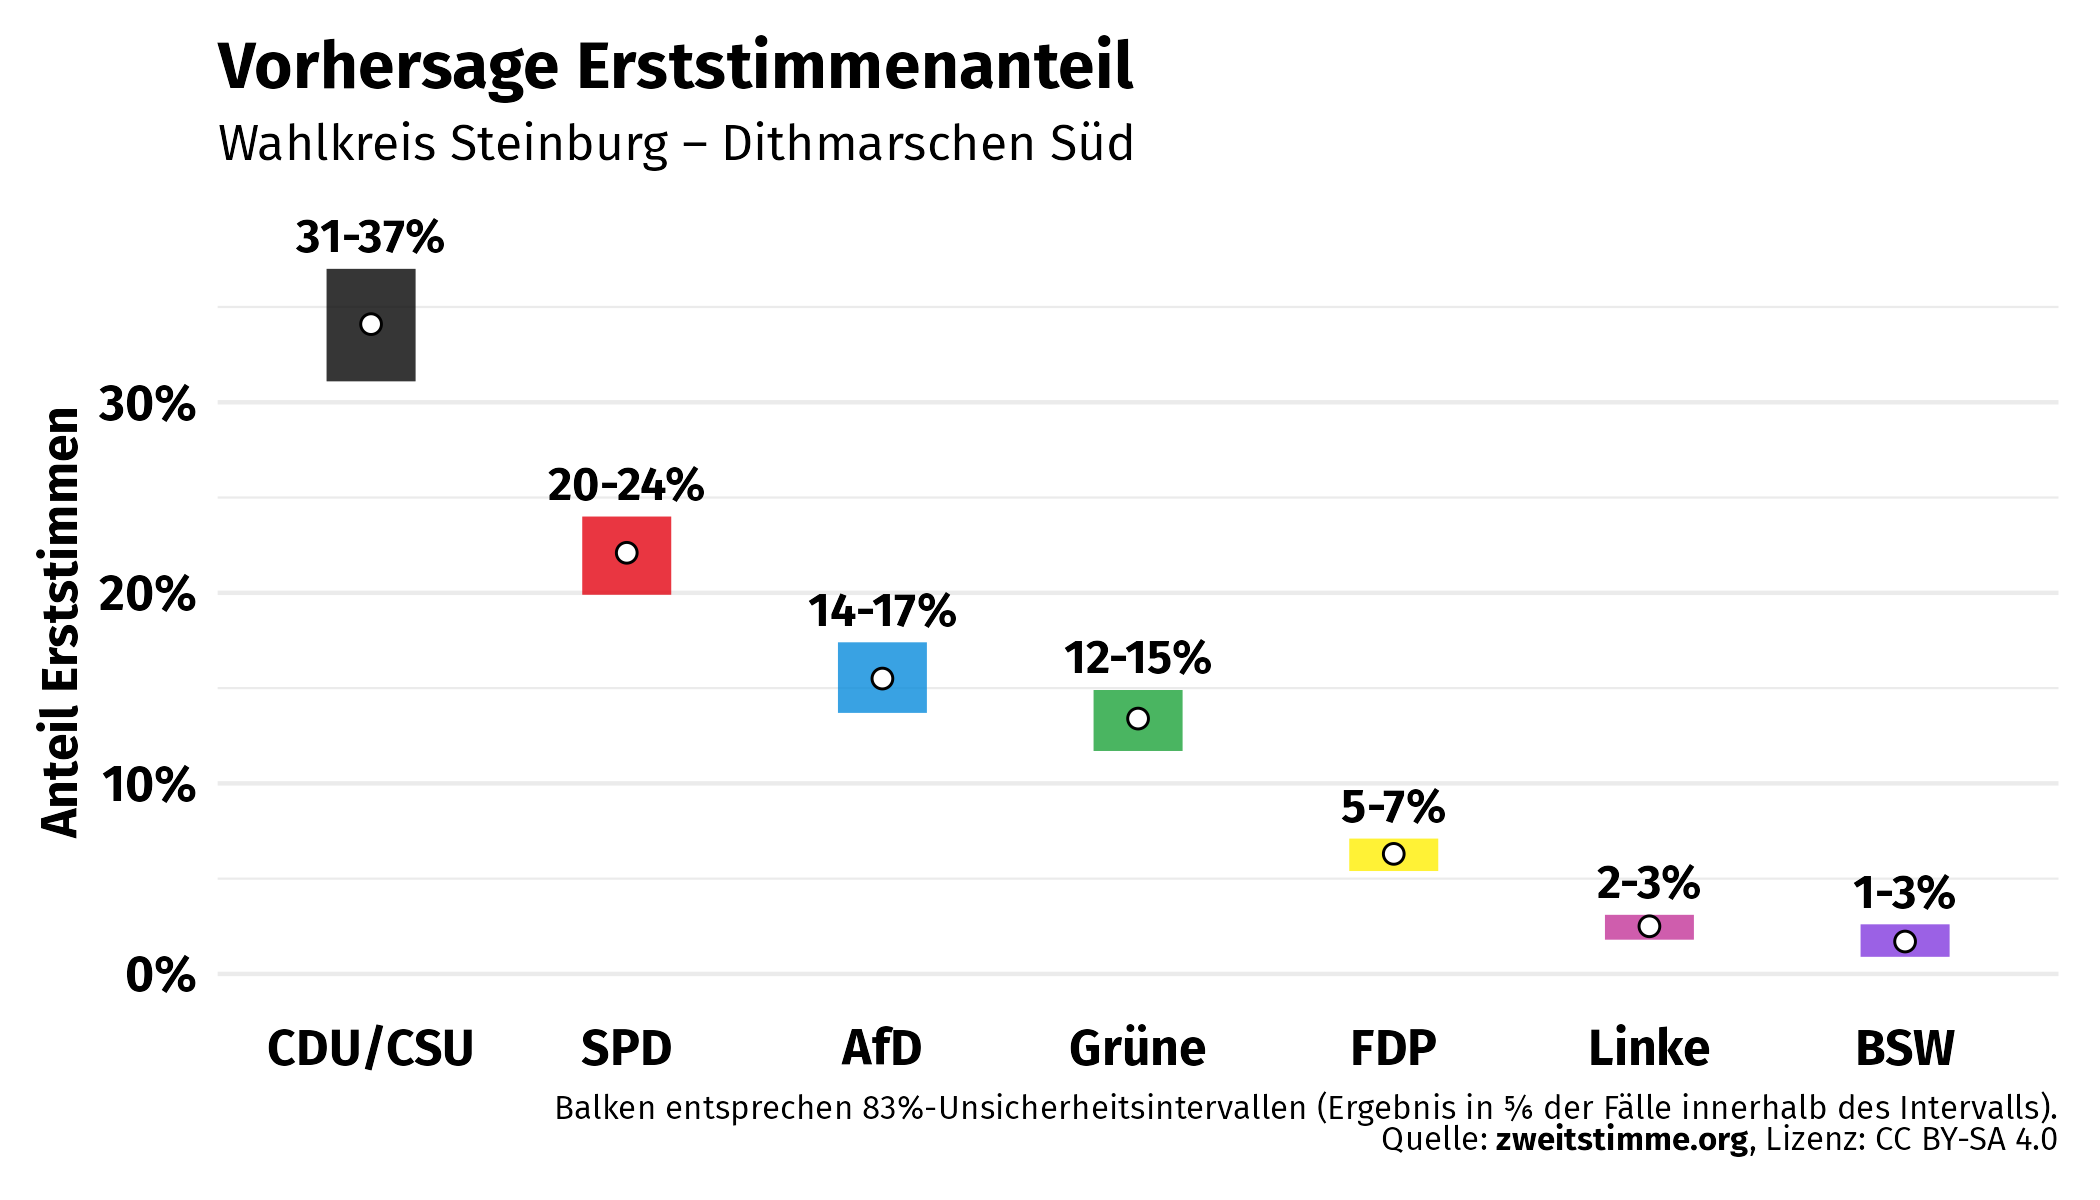 Vorhersage Erststimmenanteil
Wahlkreis Steinburg – Dithmarschen Süd
Anteil Erststimmen
31-37%
30%
20-24%
20%
14-17%
12-15%
10%
5-7%
2-3%
1-3%
0%
CDU/CSU SPD AfD Grüne FDP Linke BSW
Balken entsprechen 83%-Unsicherheitsintervallen (Ergebnis in ⅚ der Fälle innerhalb des Intervalls).
Quelle: zweitstimme.org, Lizenz: CC BY-SA 4.0